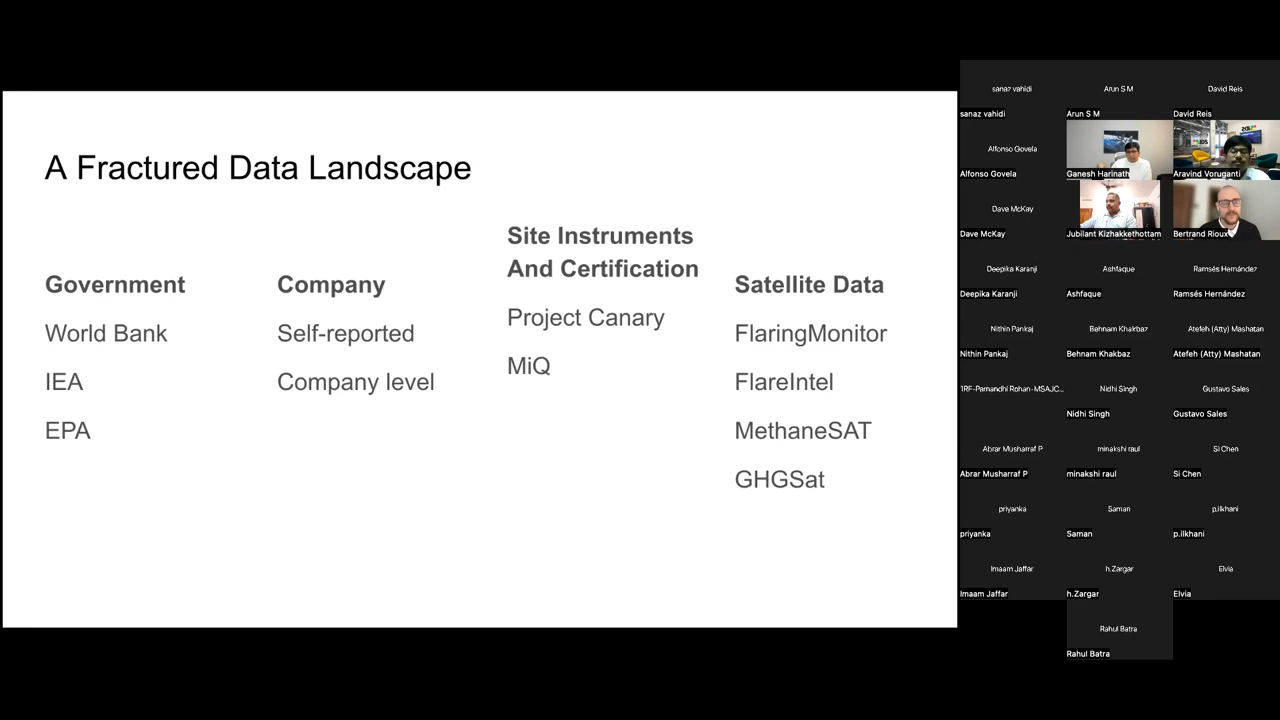 A Fractured Data Landscape
Government
World Bank
IEA
EPA
Company
Self-reported
Company level
Site Instruments
And Certification
Project Canary
MiQ
Satellite Data
FlaringMonitor
FlareIntel
MethaneSAT
GHGSat
sanaz vahidi
sanaz vahidi
Arun S M
Arun S M
David Reis
David Reis
Alfonso Govela
Alfonso Govela
Ganesh Harinath
Aravind Voruganti
Dave McKay
Dave McKay
Jubilant Kizhakkethottam
Bertrand Rioux
Deepika Karanji
Deepika Karanji
Ashfaque
Ashfaque
Ramsés Hernández
Ramsés Hernández
Nithin Pankaj
Nithin Pankaj
Behnam Khakbaz
Behnam Khakbaz
Atefeh (Atty) Mashatan
Atefeh (Atty) Mashatan
1RF-Pamandhi Rohan-MSAJC...
Nidhi Singh
Nidhi Singh
Gustavo Sales
Gustavo Sales
Abrar Musharraf P
Abrar Musharraf P
minakshi raul
minakshi raul
Si Chen
Si Chen
priyanka
priyanka
Saman
Saman
p.ilkhani
p.ilkhani
Imaam Jaffar
Imaam Jaffar
h.Zargar
h.Zargar
Elvia
Elvia
Rahul Batra
Rahul Batra